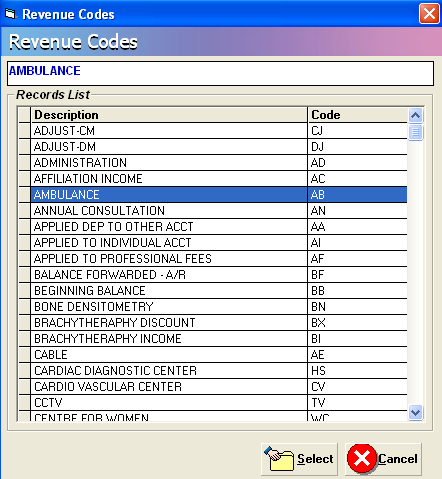 Revenue Codes
Revenue Codes
AMBULANCE
Records List
Description Code
ADJUST-CM CJ
ADJUST-DM DJ
ADMINISTRATION AD
AFFILIATION INCOME AC
AMBULANCE AB
ANNUAL CONSULTATION AN
APPLIED DEP TO OTHER ACCT AA
APPLIED TO INDIVIDUAL ACCT AI
APPLIED TO PROFESSIONAL FEES AF
BALANCE FORWARDED - A/R BF
BEGINNING BALANCE BB
BONE DENSITOMETRY BN
BRACHYTHERAPHY DISCOUNT BX
BRACHYTHERAPHY INCOME BI
CABLE AE
CARDIAC DIAGNOSTIC CENTER HS
CARDIO VASCULAR CENTER CV
CCTV TV
CENTRE FOR WOMEN WC
Select Cancel